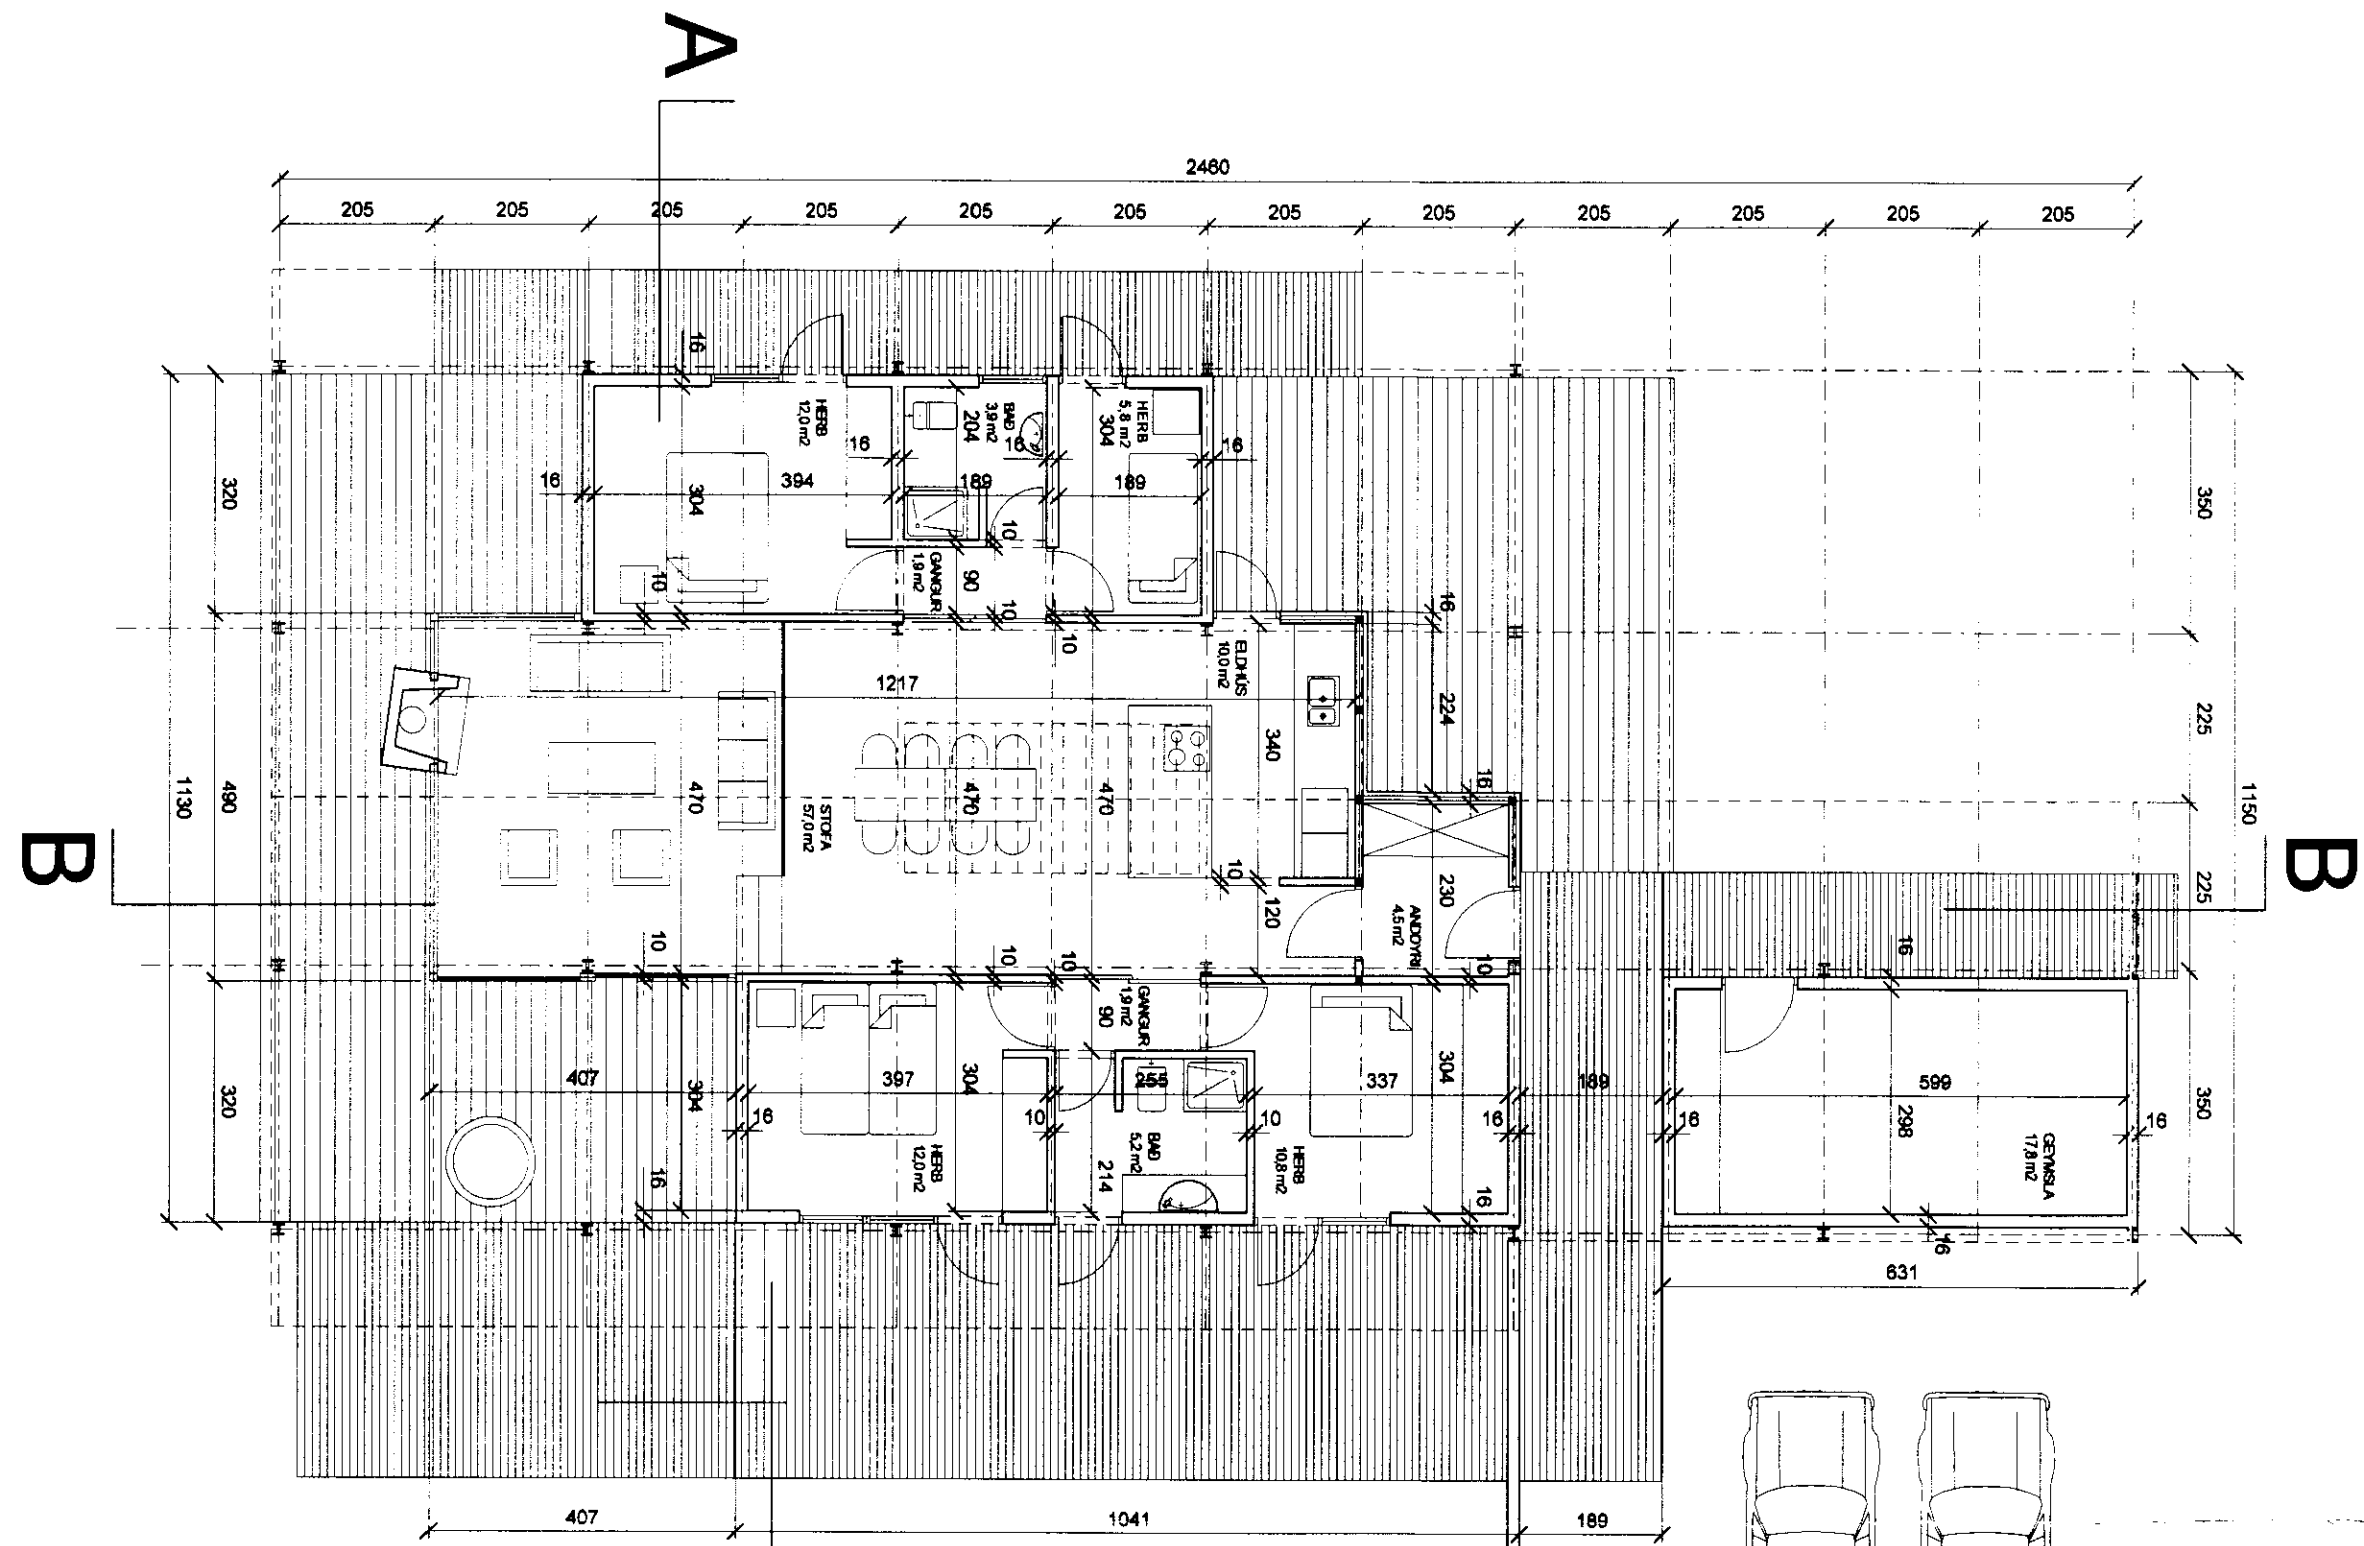 A
2460
205 205 205 205 205 205 205 205 205 205 205 205
16
HERB
12,0 m2
BAÐ
3,9 m2
204
HERB
5,8 m2
304
16
16
16
16
394
189
189
304
10
GANGUR
1,9 m2
90
10
10
10
320
490
320
1130
350
225
225
350
1150
ELDHÚS
10,0 m2
1217
340
16
224
16
470
STOFA
57,0 m2
470
470
10
120
230
ANDDYRI
4,5 m2
B
B
10
10
10
10
16
GANGUR
1,9 m2
90
407
304
397
304
255
337
304
189
599
298
16
10
10
16
16
16
16
HERB
12,0 m2
BAÐ
5,2 m2
214
HERB
10,8 m2
16
GEYMSLA
17,8 m2
16
631
407
1041
189